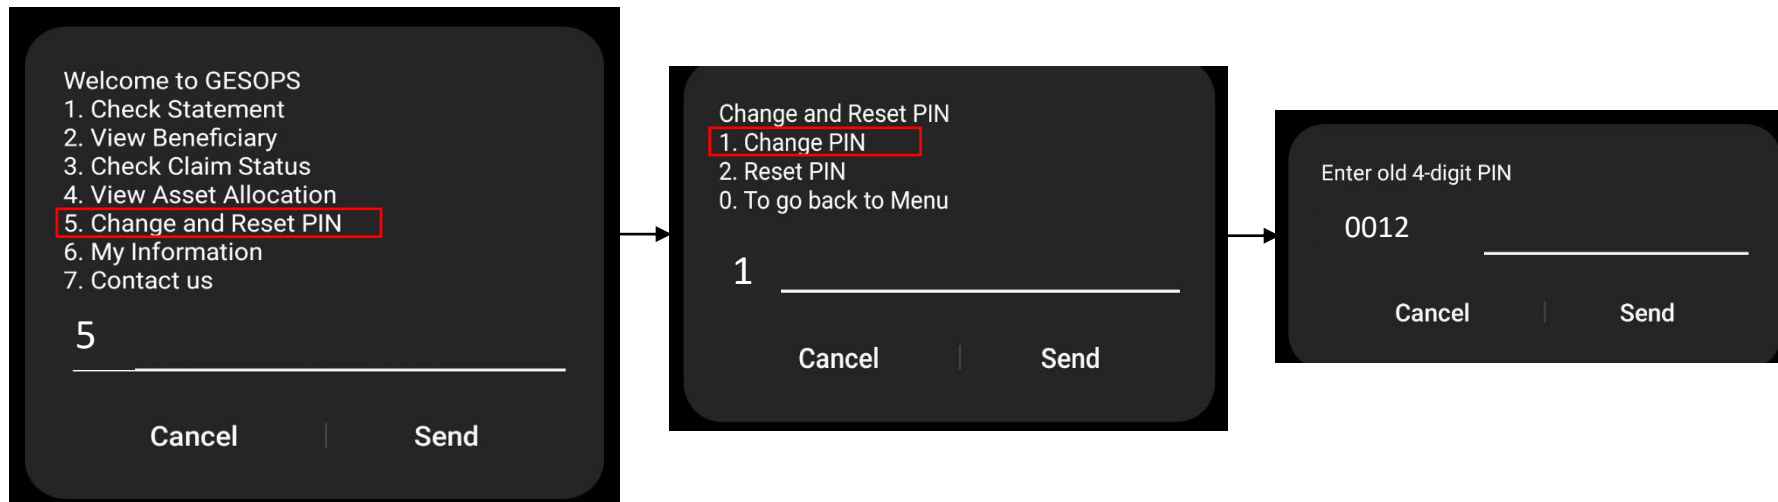 Welcome to GESOPS
1. Check Statement
2. View Beneficiary
3. Check Claim Status
4. View Asset Allocation
5. Change and Reset PIN
6. My Information
7. Contact us
5
Cancel
Send
Change and Reset PIN
1. Change PIN
2. Reset PIN
0. To go back to Menu
1
Cancel
Send
Enter old 4-digit PIN
0012
Cancel
Send